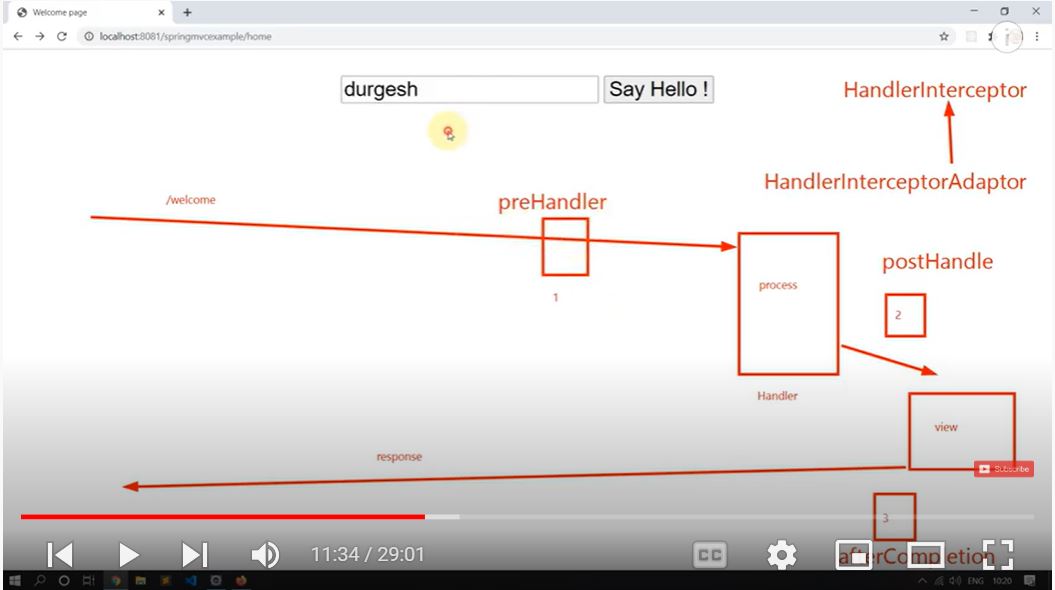 Welcome page
localhost:8081/springmvcexample/home
durgesh
Say Hello !
HandlerInterceptor
HandlerInterceptorAdaptor
/welcome
preHandler
1
process
postHandle
2
Handler
view
response
Subscribe
3
11:34 / 29:01
CC
afterCompletion
ENG
10:20